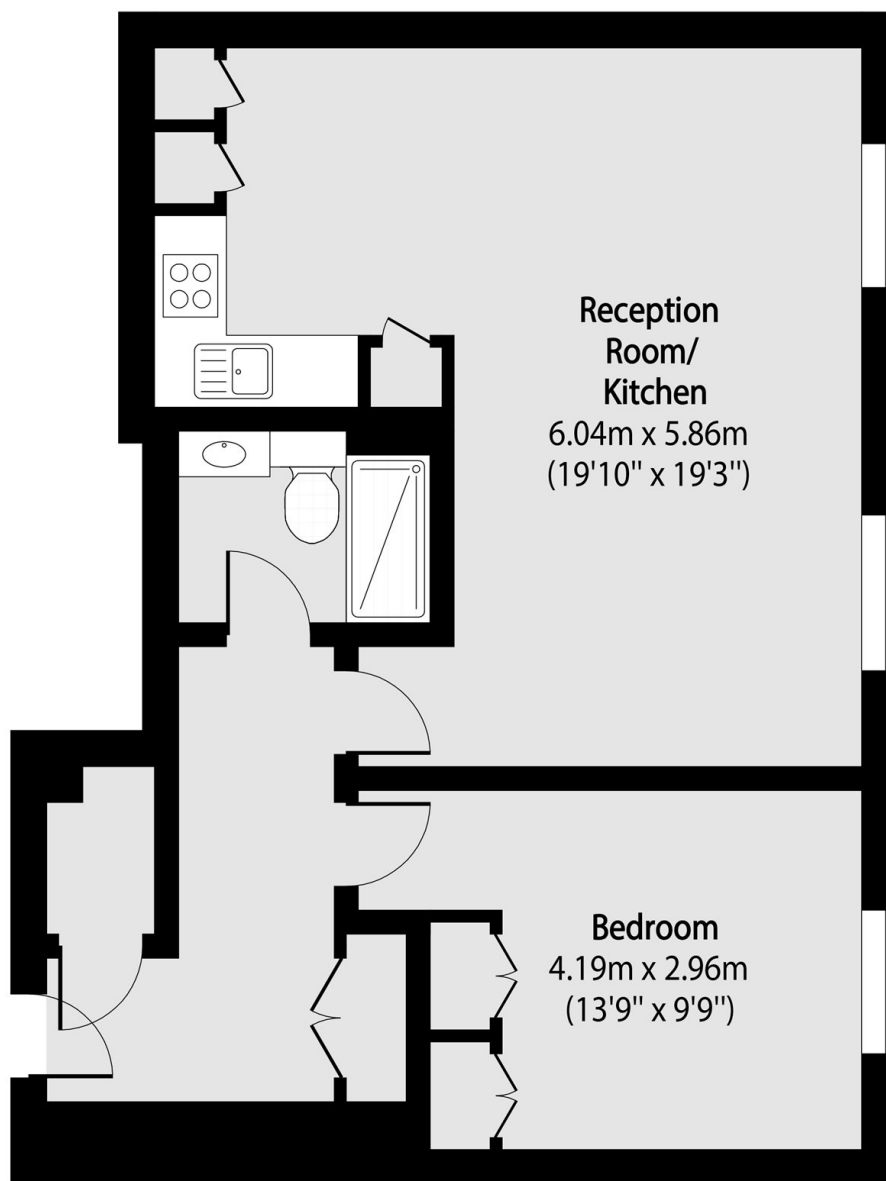 Reception
Room/
Kitchen
6.04m x 5.86m
(19'10'' x 19'3'')
Bedroom
4.19m x 2.96m
(13'9'' x 9'9'')